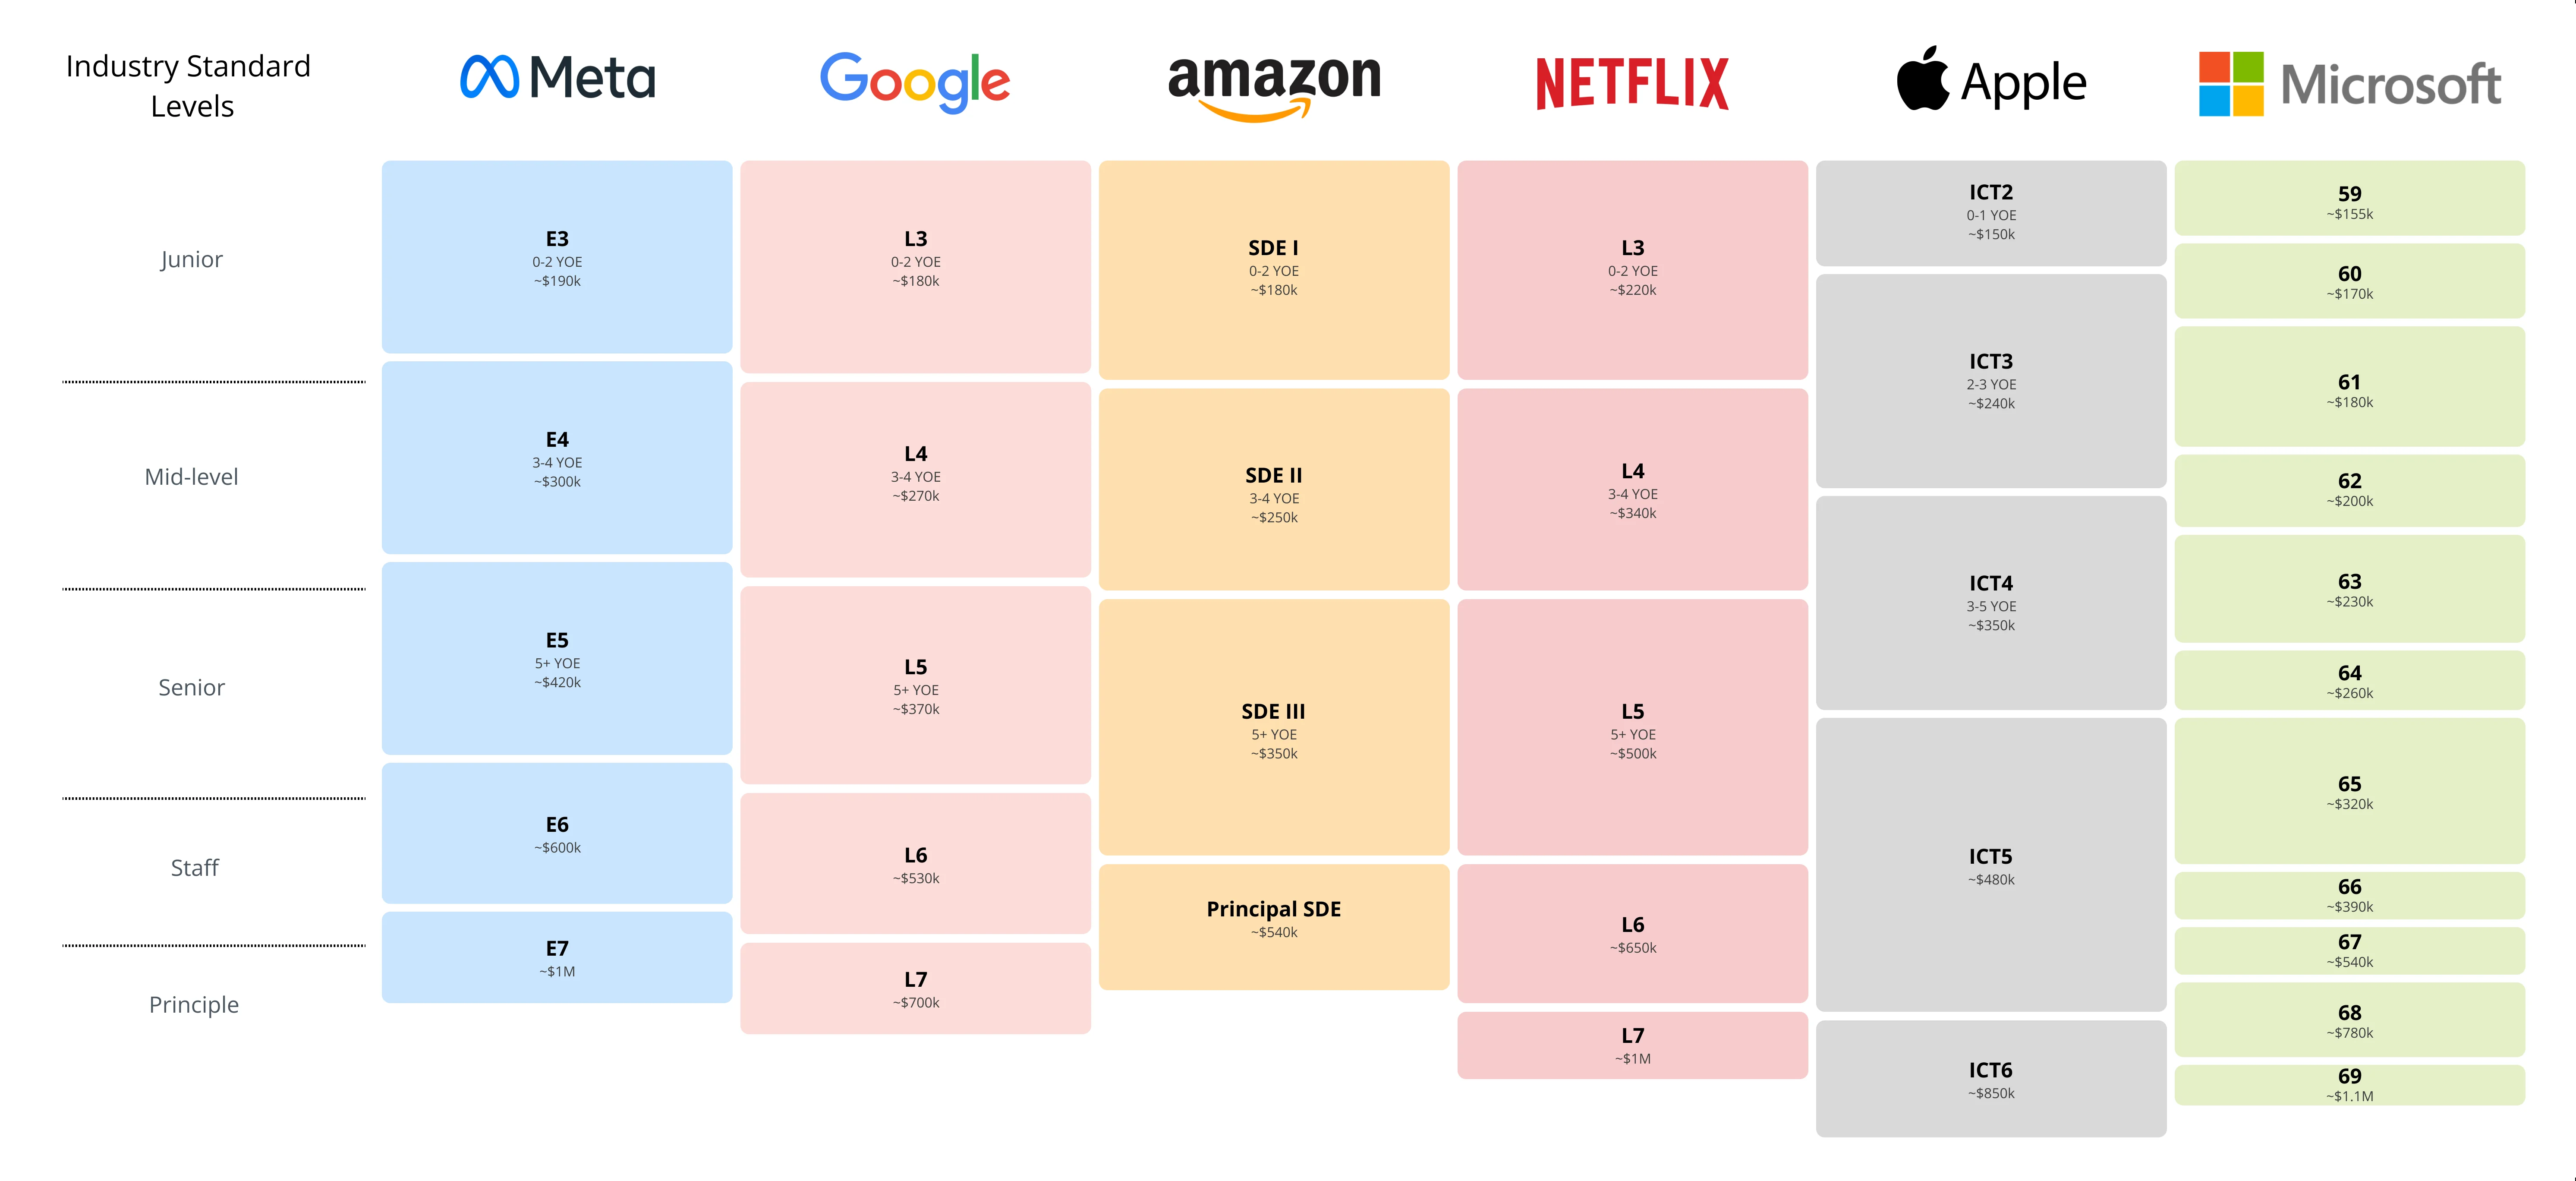 Industry Standard
Levels
Meta
Google
amazon
NETFLIX
Apple
Microsoft
Junior
Mid-level
Senior
Staff
Principle
E3
0-2 YOE
~$190k
E4
3-4 YOE
~$300k
E5
5+ YOE
~$420k
E6
~$600k
E7
~$1M
L3
0-2 YOE
~$180k
L4
3-4 YOE
~$270k
L5
5+ YOE
~$370k
L6
~$530k
L7
~$700k
SDE I
0-2 YOE
~$180k
SDE II
3-4 YOE
~$250k
SDE III
5+ YOE
~$350k
Principal SDE
~$540k
L3
0-2 YOE
~$220k
L4
3-4 YOE
~$340k
L5
5+ YOE
~$500k
L6
~$650k
L7
~$1M
ICT2
0-1 YOE
~$150k
ICT3
2-3 YOE
~$240k
ICT4
3-5 YOE
~$350k
ICT5
~$480k
ICT6
~$850k
59
~$155k
60
~$170k
61
~$180k
62
~$200k
63
~$230k
64
~$260k
65
~$320k
66
~$390k
67
~$540k
68
~$780k
69
~$1.1M